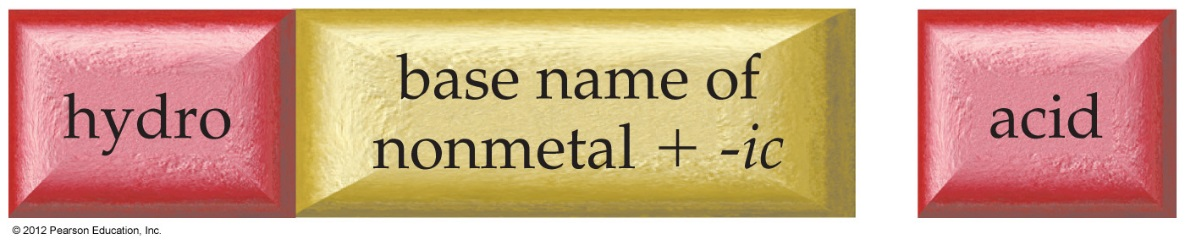 hydro
base name of
nonmetal + -ic
acid
© 2012 Pearson Education, Inc.